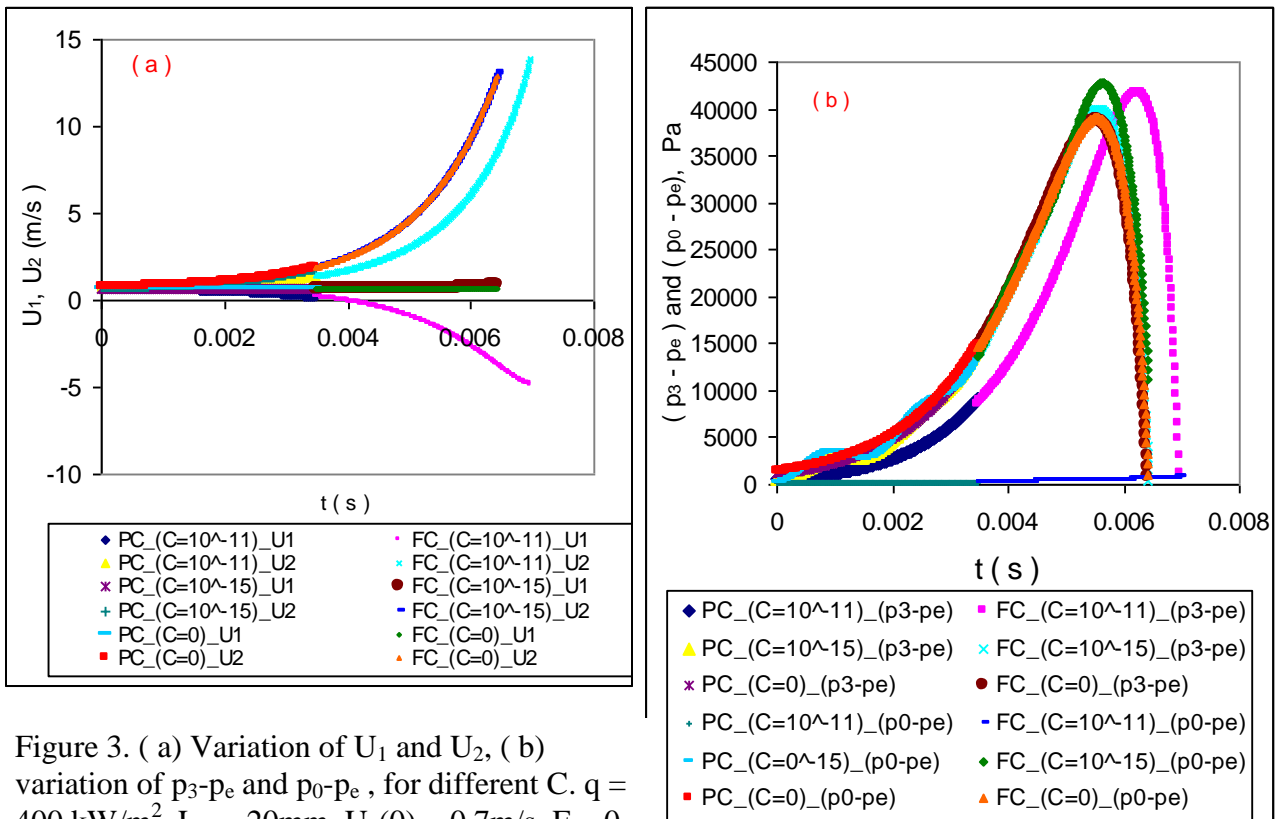 15
10
5
0
-5
-10
( a )
U1, U2 (m/s )
0 0.002 0.004 0.006 0.008
t ( s )
PC_(C=10^-11)_U1 FC_(C=10^-11)_U1
PC_(C=10^-11)_U2 FC_(C=10^-11)_U2
PC_(C=10^-15)_U1 FC_(C=10^-15)_U1
PC_(C=10^-15)_U2 FC_(C=10^-15)_U2
PC_(C=0)_U1 FC_(C=0)_U1
PC_(C=0)_U2 FC_(C=0)_U2
45000
40000
35000
30000
25000
20000
15000
10000
5000
0
( b )
( p3 - pe ) and ( p0 - pe), Pa
0 0.002 0.004 0.006 0.008
t ( s )
PC_(C=10^-11)_(p3-pe) FC_(C=10^-11)_(p3-pe)
PC_(C=10^-15)_(p3-pe) FC_(C=10^-15)_(p3-pe)
PC_(C=0)_(p3-pe) FC_(C=0)_(p3-pe)
PC_(C=10^-11)_(p0-pe) FC_(C=10^-11)_(p0-pe)
PC_(C=0^-15)_(p0-pe) FC_(C=10^-15)_(p0-pe)
PC_(C=0)_(p0-pe) FC_(C=0)_(p0-pe)
Figure 3. ( a) Variation of U1 and U2, ( b)
variation of p3-pe and p0-pe , for different C. q =
400 kW/m2